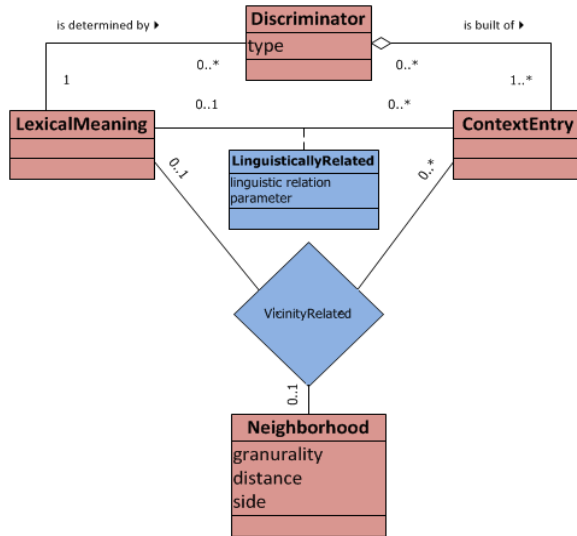 is determined by
Discriminator
is built of
type
0..*
0..*
1
1..*
LexicalMeaning
0..1
0..*
ContextEntry
LinguisticallyRelated
linguistic relation
parameter
0..1
0..*
VicinityRelated
0..1
Neighborhood
granurality
distance
side